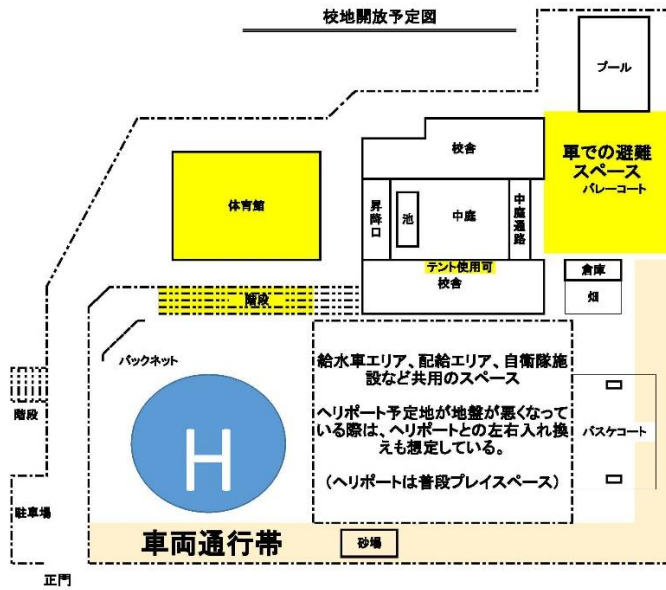 校地開放予定図
プール
校舎
車での避難
スペース
バレーコート
体育館
昇降口
池
中庭
中庭通路
テント使用可
校舎
倉庫
畑
階段
バックネット
給水車エリア、配給エリア、自衛隊施
設など共用のスペース
ヘリポート予定地が地盤が悪くなって
いる際は、ヘリポートとの左右入れ換
えも想定している。
(ヘリポートは普段プレイスペース)
階段
H
バスケコート
駐車場
車両通行帯
砂場
正門